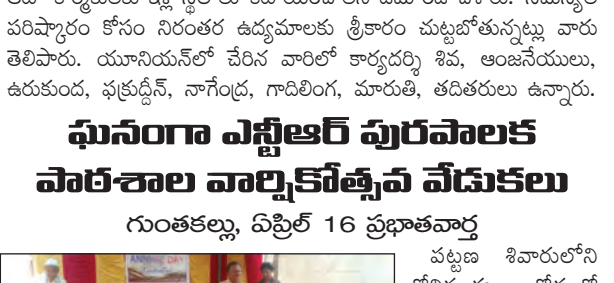 పరిష్కారం కోసం నిరంతర ఉద్యమాలకు శ్రీకారం చుట్టబోతున్నట్లు వారు
తెలిపారు. యూనియన్‌లో చేరిన వారిలో కార్యదర్శి శివ, ఆంజనేయులు,
ఉరుకుంద, ఫక్రుద్దీన్, నాగేంద్ర, గాదిలింగ, మారుతి, తదితరులు ఉన్నారు.
ఘనంగా ఎన్టీఆర్ పురపాలక
పాఠశాల వార్షికోత్సవ వేడుకలు
గుంతకల్లు, ఏప్రిల్ 16 ప్రభాతవార్త
పట్టణ శివారులోని